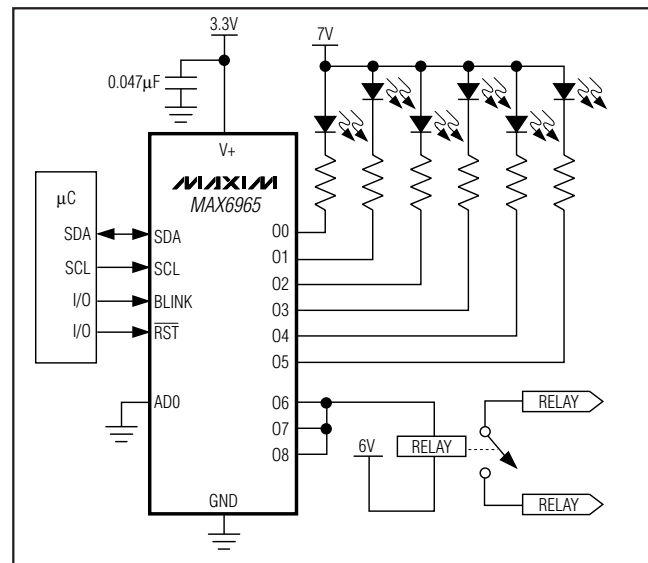 3.3V
7V
0.047μF
V+
MAXIM
MAX6965
μC
SDA
SDA
SCL
SCL
I/O
BLINK
I/O
RST
AD0
GND
O0
O1
O2
O3
O4
O5
O6
O7
O8
6V
RELAY
RELAY
RELAY